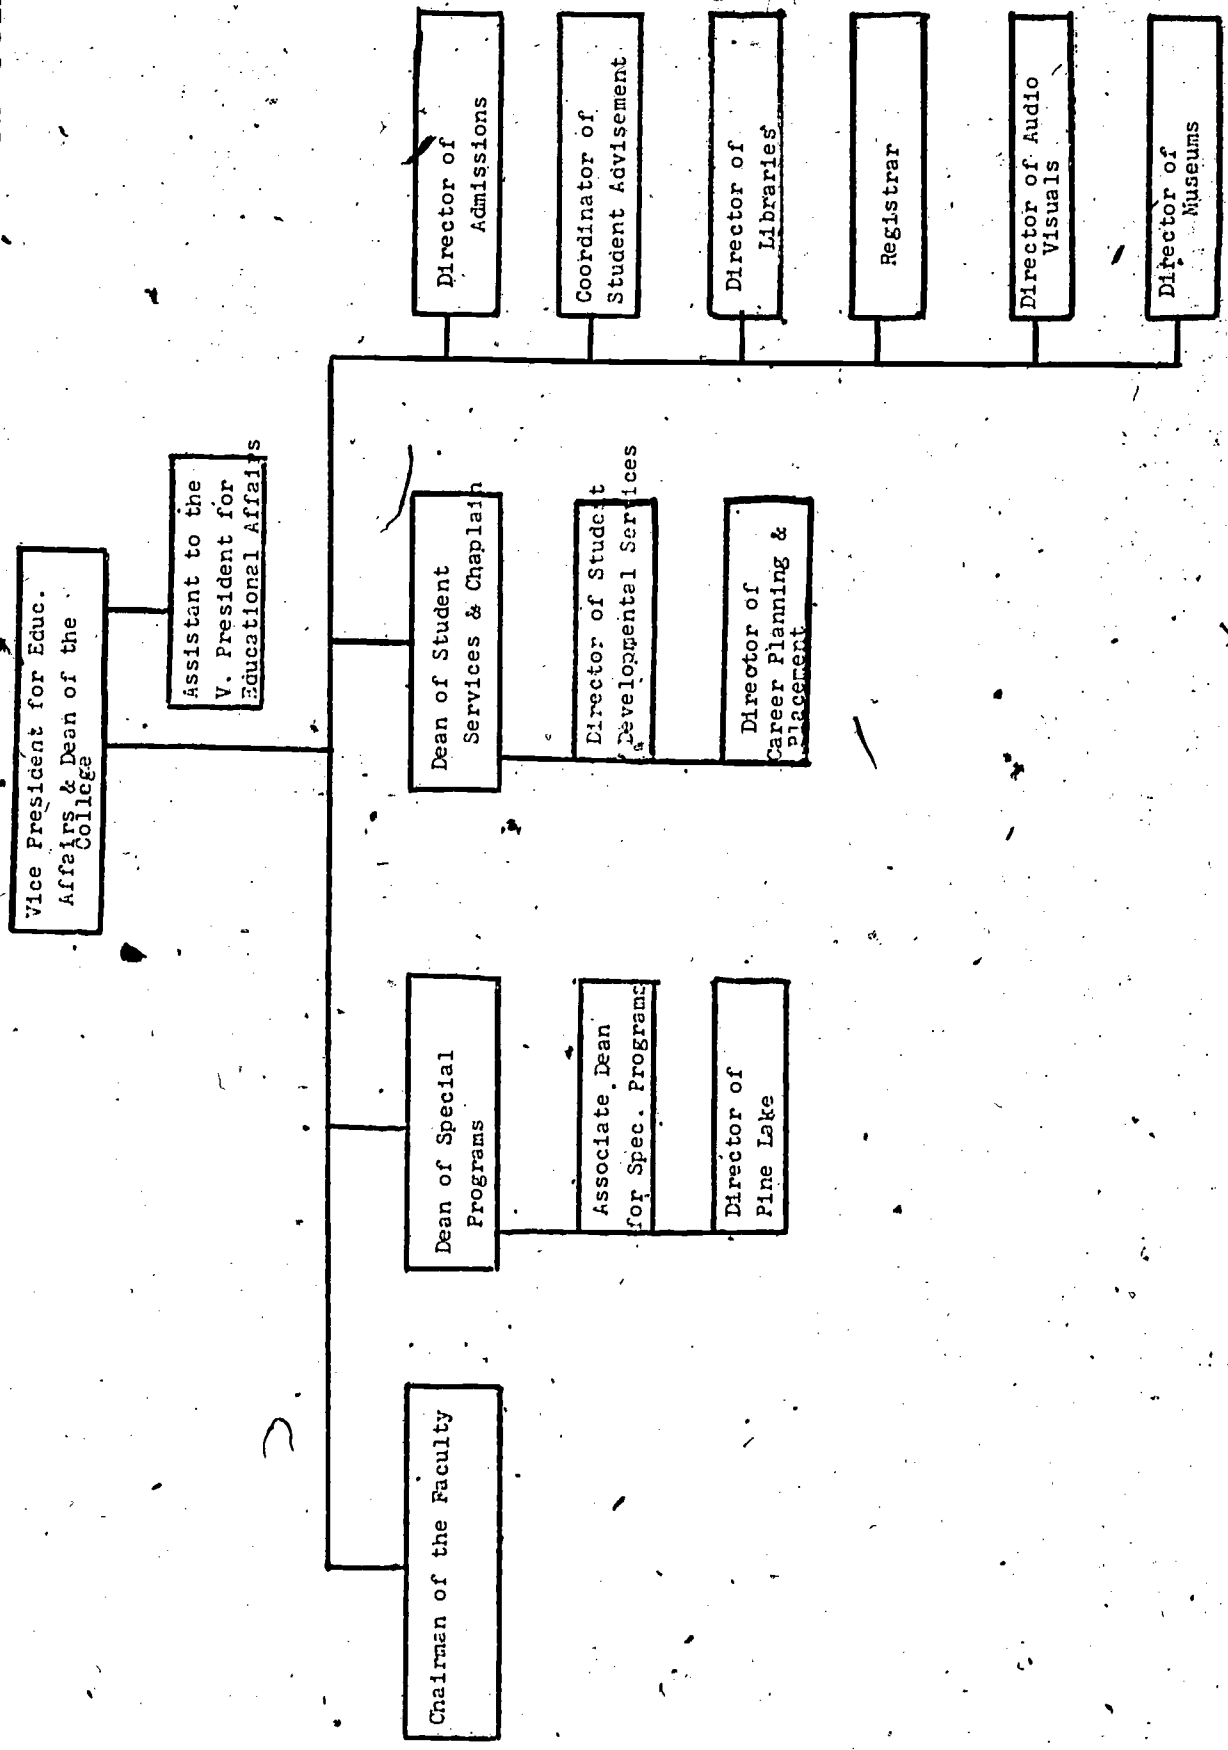 Vice President for Educ.
Affairs & Dean of the
College
Assistant to the
V. President for
Educational Affairs
Chairman of the Faculty
Dean of Special
Programs
Associate Dean
for Spec. Programs
Director of
Pine Lake
Dean of Student
Services & Chaplain
Director of Student
Developmental Services
Director of
Career Planning &
Placement
Director of
Admissions
Coordinator of
Student Advisement
Director of
Libraries
Registrar
Director of Audio
Visuals
Director of
Museums